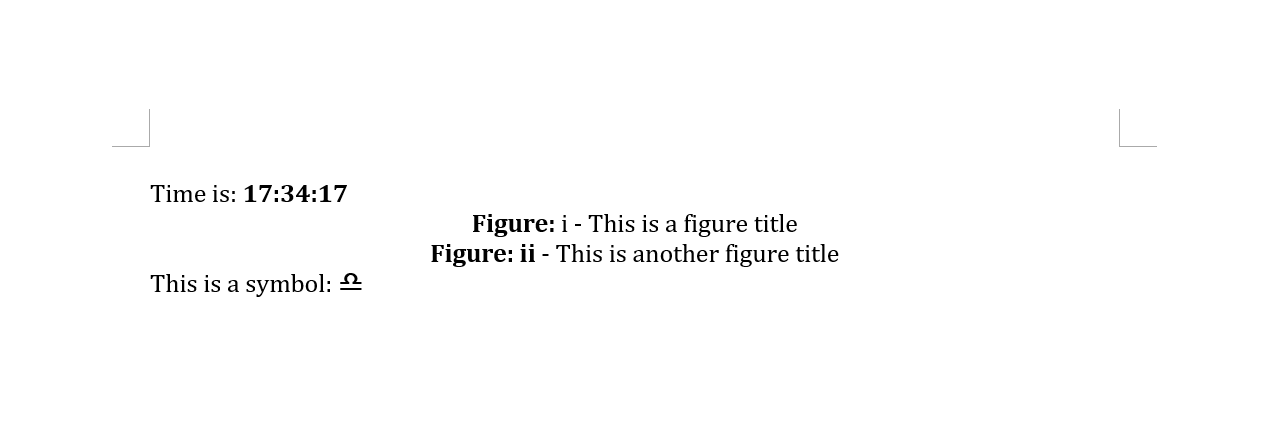 Time is: 17:34:17
Figure: i - This is a figure title
Figure: ii - This is another figure title
This is a symbol: ♎